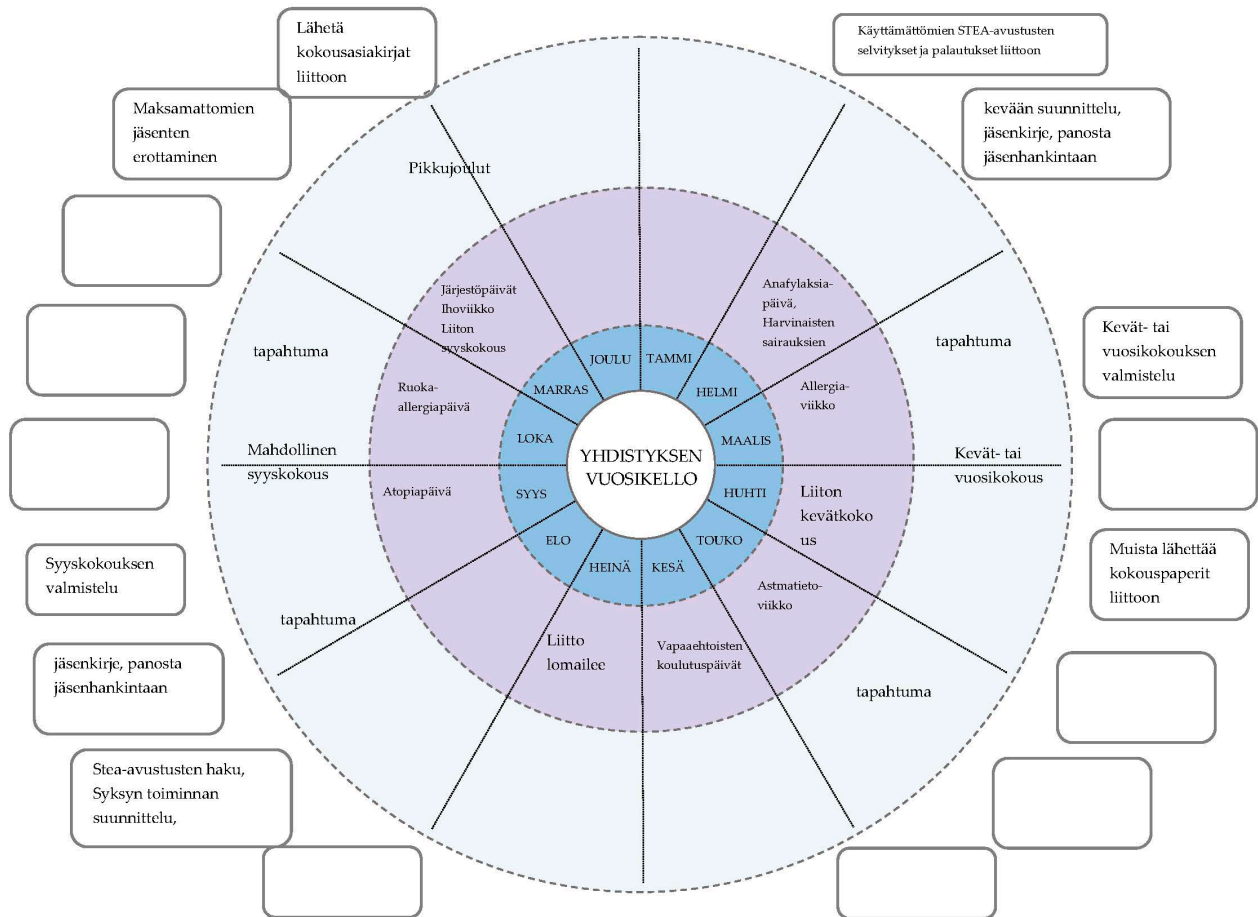 Lähetä
kokousasiakirjat
liittoon
Käyttämättömien STEA-avustusten
selvitykset ja palautukset liittoon
Maksamattomien
jäsenten
erottaminen
kevään suunnittelu,
jäsenkirje, panosta
jäsenhankintaan
Pikkujoulut
Järjestöpäivät
Ihoviikko
Liiton
syyskokous
Anafylaksia-
päivä,
Harvinaisten
sairauksien
tapahtuma
tapahtuma
Kevät- tai
vuosikokouksen
valmistelu
Ruoka-
allergiapäivä
Allergia-
viikko
JOULU
TAMMI
MARRAS
HELMI
LOKA
MAALIS
YHDISTYKSEN
VUOSIKELLO
SYYS
HUHTI
ELO
TOUKO
HEINÄ
KESÄ
Mahdollinen
syyskokous
Kevät- tai
vuosikokous
Atopiapäivä
Liiton
kevätkoko
us
Syyskokouksen
valmistelu
Muista lähettää
kokouspaperit
liittoon
Astmatieto-
viikko
tapahtuma
Liitto
lomailee
Vapaaehtoisten
koulutuspäivät
tapahtuma
jäsenkirje, panosta
jäsenhankintaan
Stea-avustusten haku,
Syksyn toiminnan
suunnittelu,